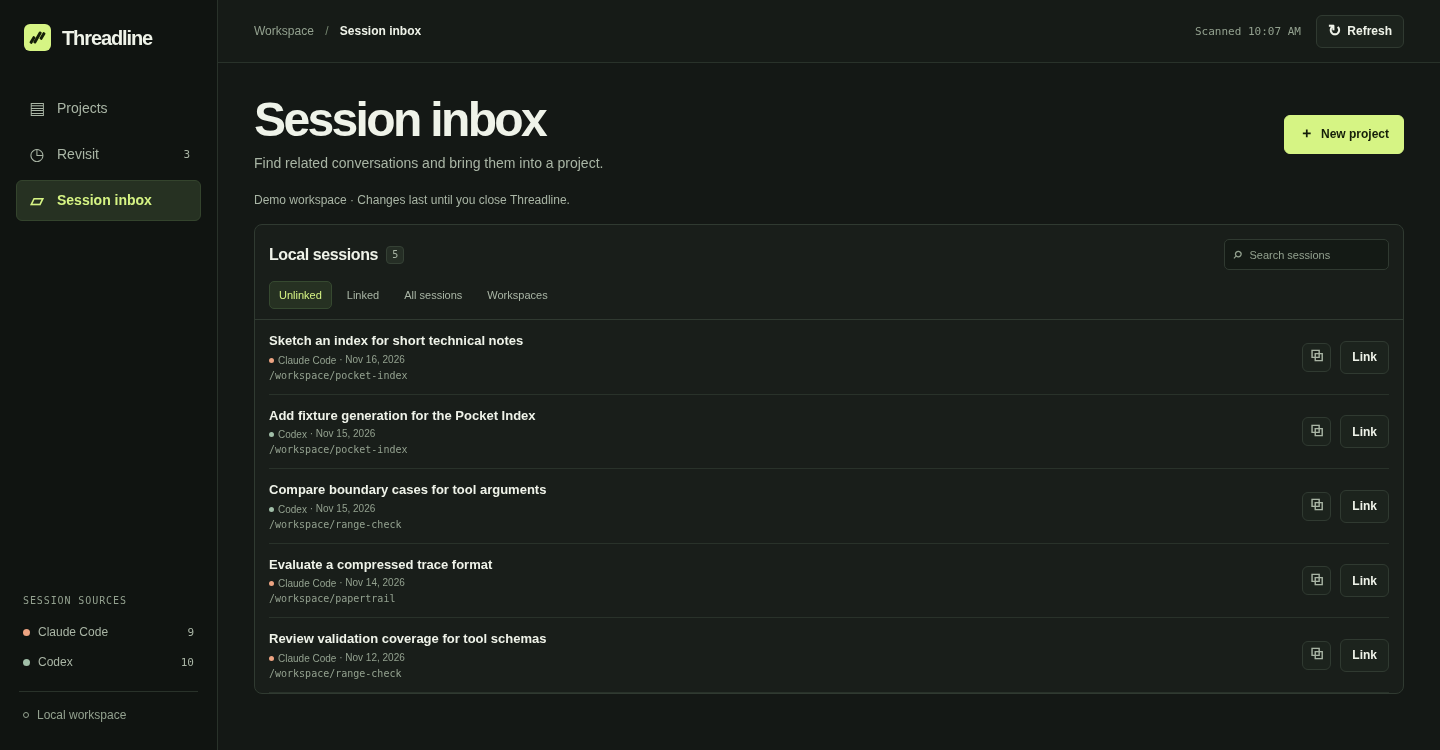 Threadline
Workspace / Session inbox
Scanned 10:07 AM
Refresh
Projects
Revisit 3
Session inbox
SESSION SOURCES
Claude Code 9
Codex 10
Local workspace
Session inbox
Find related conversations and bring them into a project.
+ New project
Demo workspace · Changes last until you close Threadline.
Local sessions 5
Search sessions
Unlinked Linked All sessions Workspaces
Sketch an index for short technical notes
Claude Code · Nov 16, 2026
/workspace/pocket-index
Link
Add fixture generation for the Pocket Index
Codex · Nov 15, 2026
/workspace/pocket-index
Link
Compare boundary cases for tool arguments
Codex · Nov 15, 2026
/workspace/range-check
Link
Evaluate a compressed trace format
Claude Code · Nov 14, 2026
/workspace/papertrail
Link
Review validation coverage for tool schemas
Claude Code · Nov 12, 2026
/workspace/range-check
Link